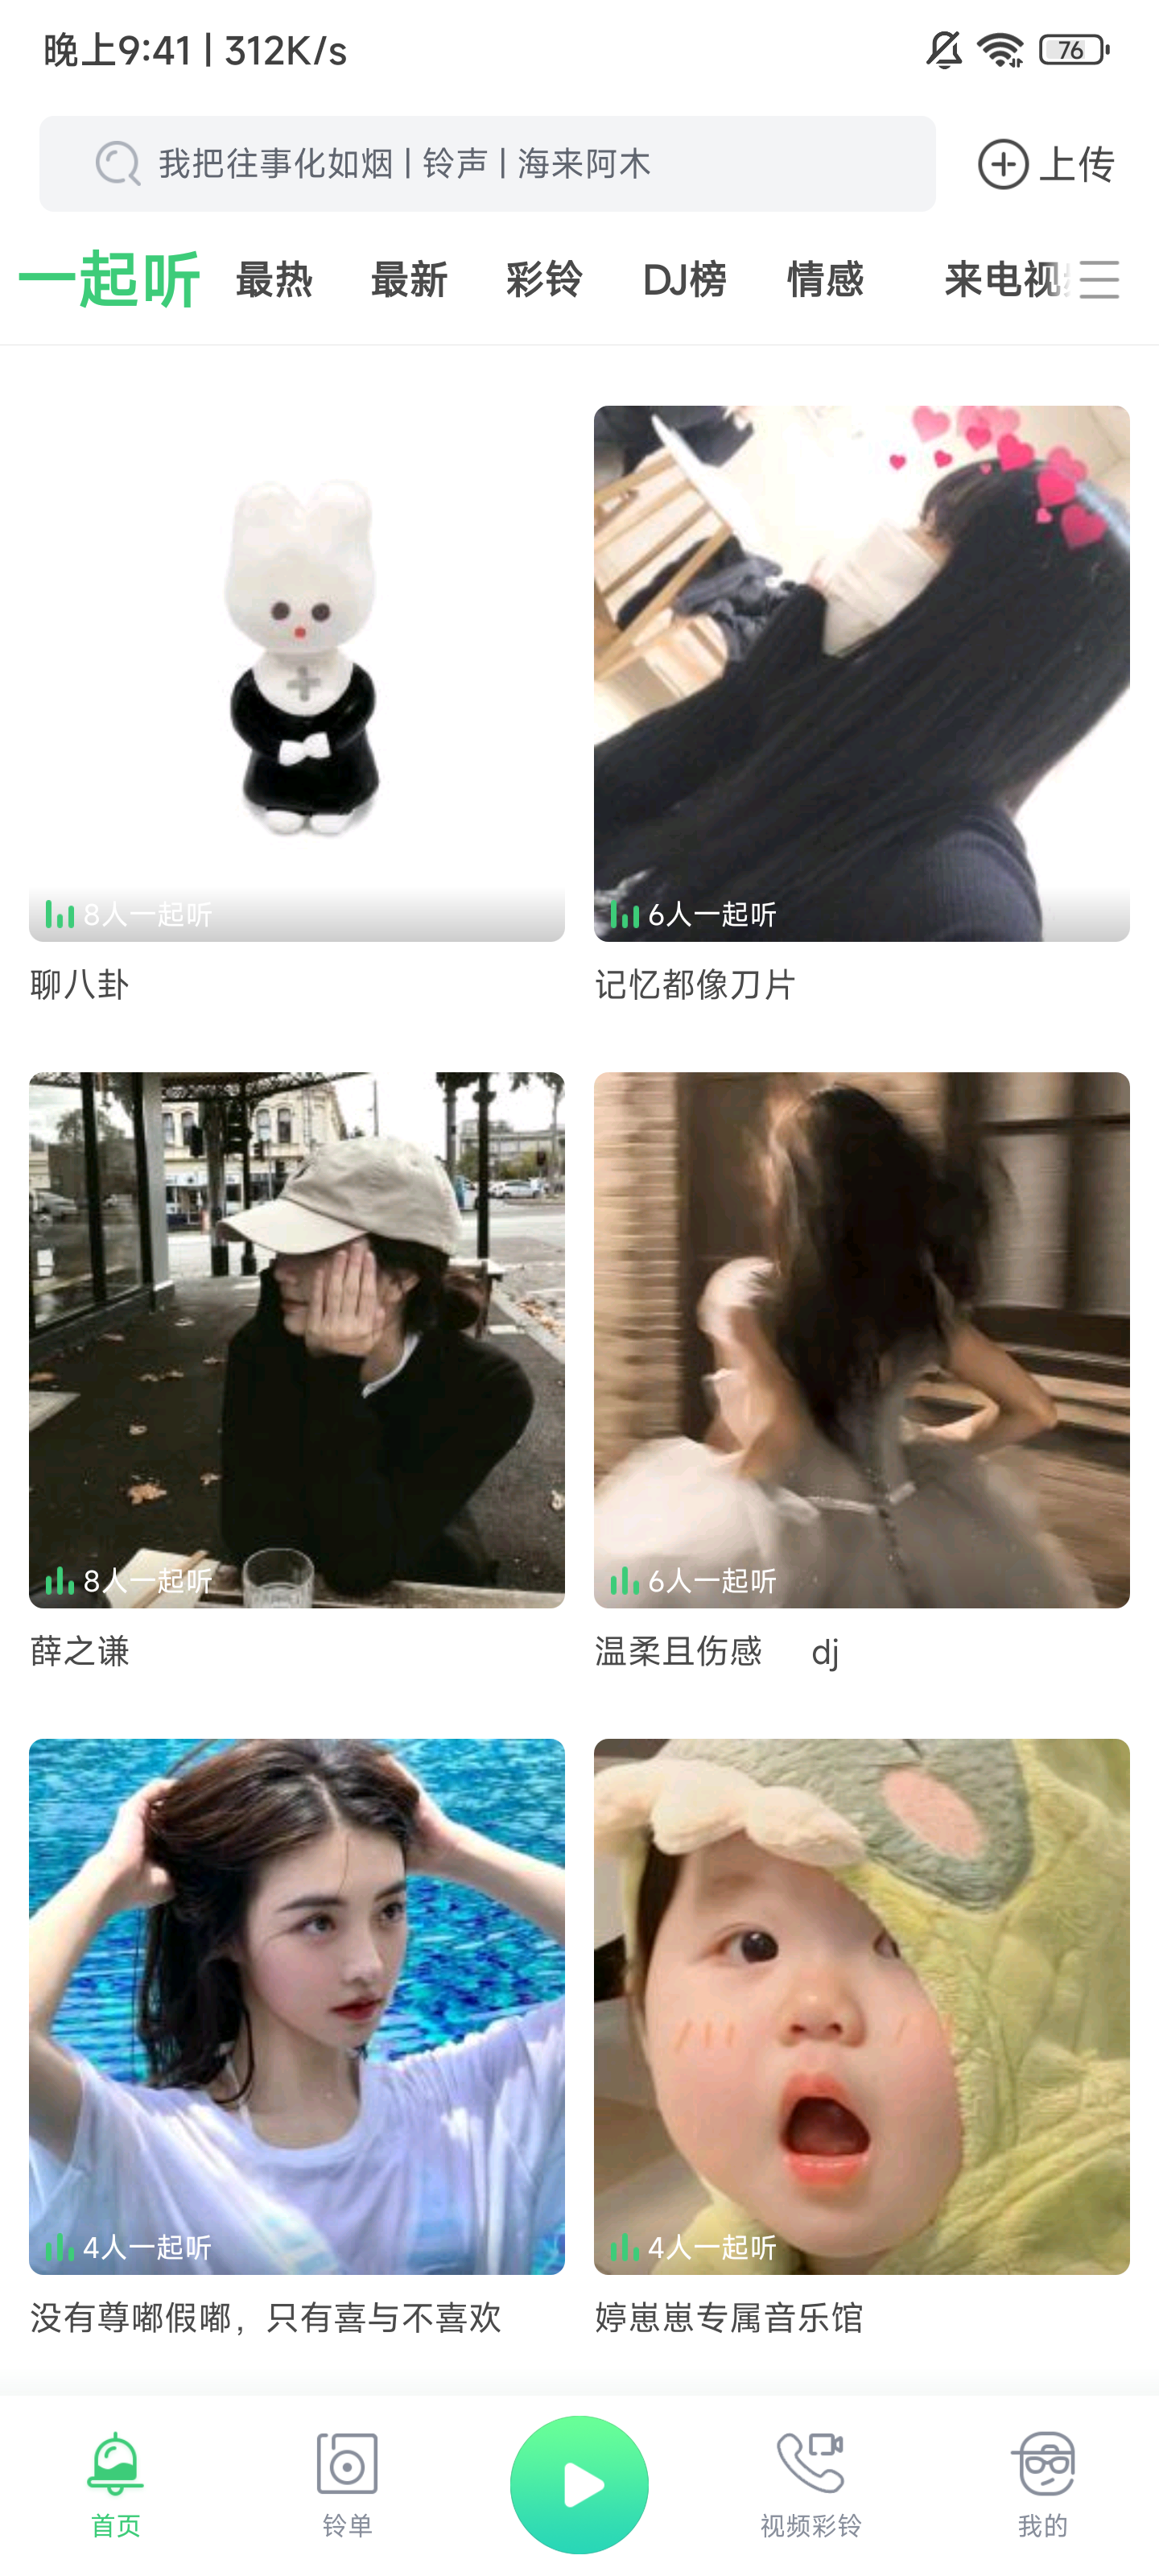 晚上9:41 | 312K/s
76
我把往事化如烟 | 铃声 | 海来阿木
上传
一起听 最热 最新 彩铃 DJ榜 情感 来电视
8人一起听
6人一起听
聊八卦
记忆都像刀片
8人一起听
6人一起听
薛之谦
温柔且伤感 dj
4人一起听
4人一起听
没有尊嘟假嘟，只有喜与不喜欢
婷崽崽专属音乐馆
首页 铃单 视频彩铃 我的